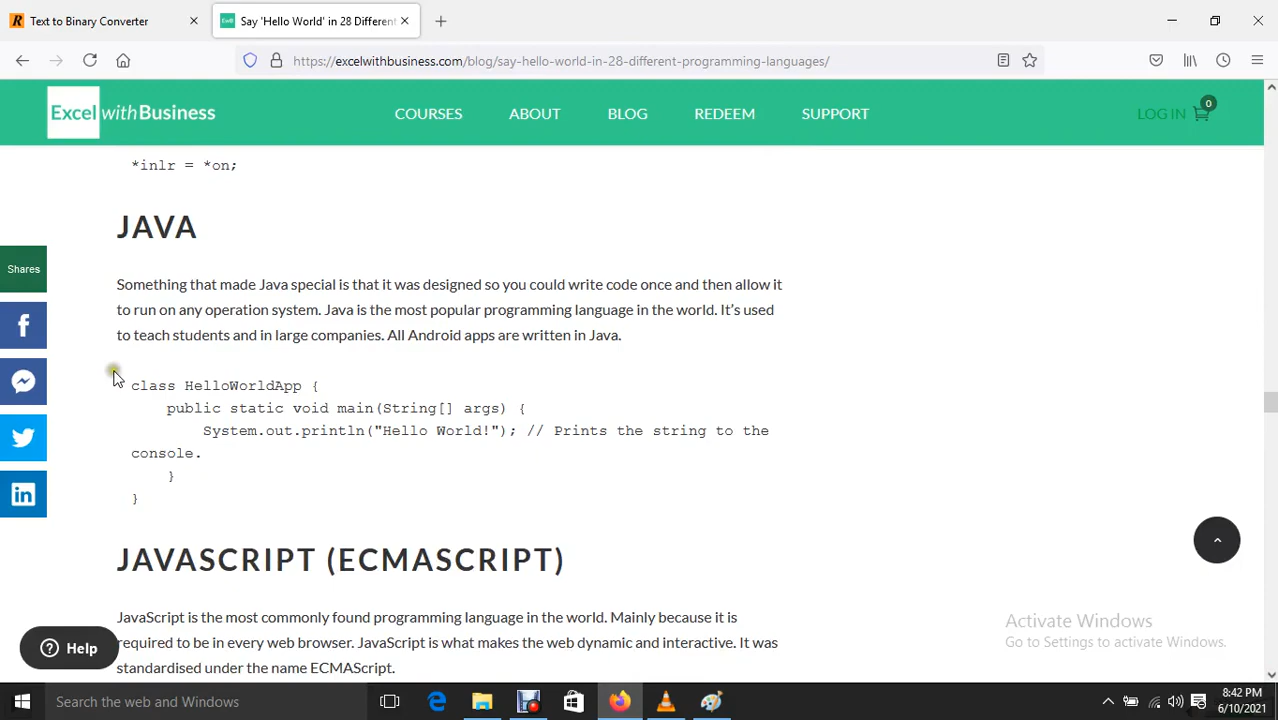 Text to Binary Converter
Say 'Hello World' in 28 Different
https://excelwithbusiness.com/blog/say-hello-world-in-28-different-programming-languages/
Excel with Business
COURSES
ABOUT
BLOG
REDEEM
SUPPORT
LOG IN
0
*inlr = *on;
JAVA
Shares
Something that made Java special is that it was designed so you could write code once and then allow it
to run on any operation system. Java is the most popular programming language in the world. It's used
to teach students and in large companies. All Android apps are written in Java.
class HelloWorldApp {
public static void main(String[] args) {
System.out.println("Hello World!"); // Prints the string to the
console.
}
}
JAVASCRIPT (ECMASCRIPT)
JavaScript is the most commonly found programming language in the world. Mainly because it is
required to be in every web browser. JavaScript is what makes the web dynamic and interactive. It was
standardised under the name ECMAScript.
Help
Activate Windows
Go to Settings to activate Windows.
Search the web and Windows
8:42 PM
6/10/2021